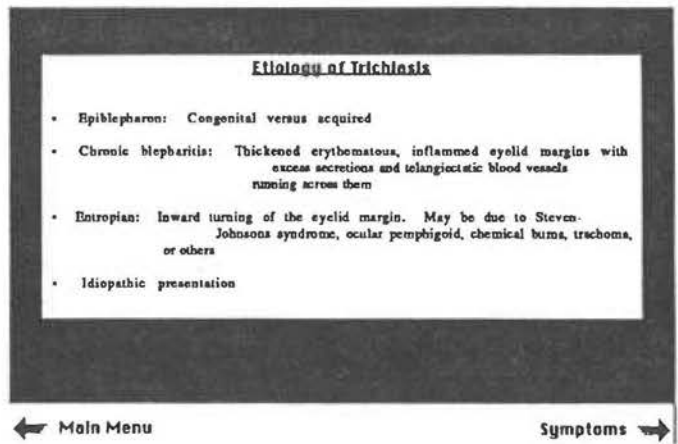 Etiology of Trichiasis
• Epiblepharon: Congenital versus acquired
• Chronic blepharitis: Thickened erythematous, inflammed eyelid margins with
excess secretions and telangiectatic blood vessels
running across them
• Entropian: Inward turning of the eyelid margin. May be due to Steven-
Johnsons syndrome, ocular pemphigoid, chemical burns, trachoma,
or others
• Idiopathic presentation
Main Menu
Symptoms